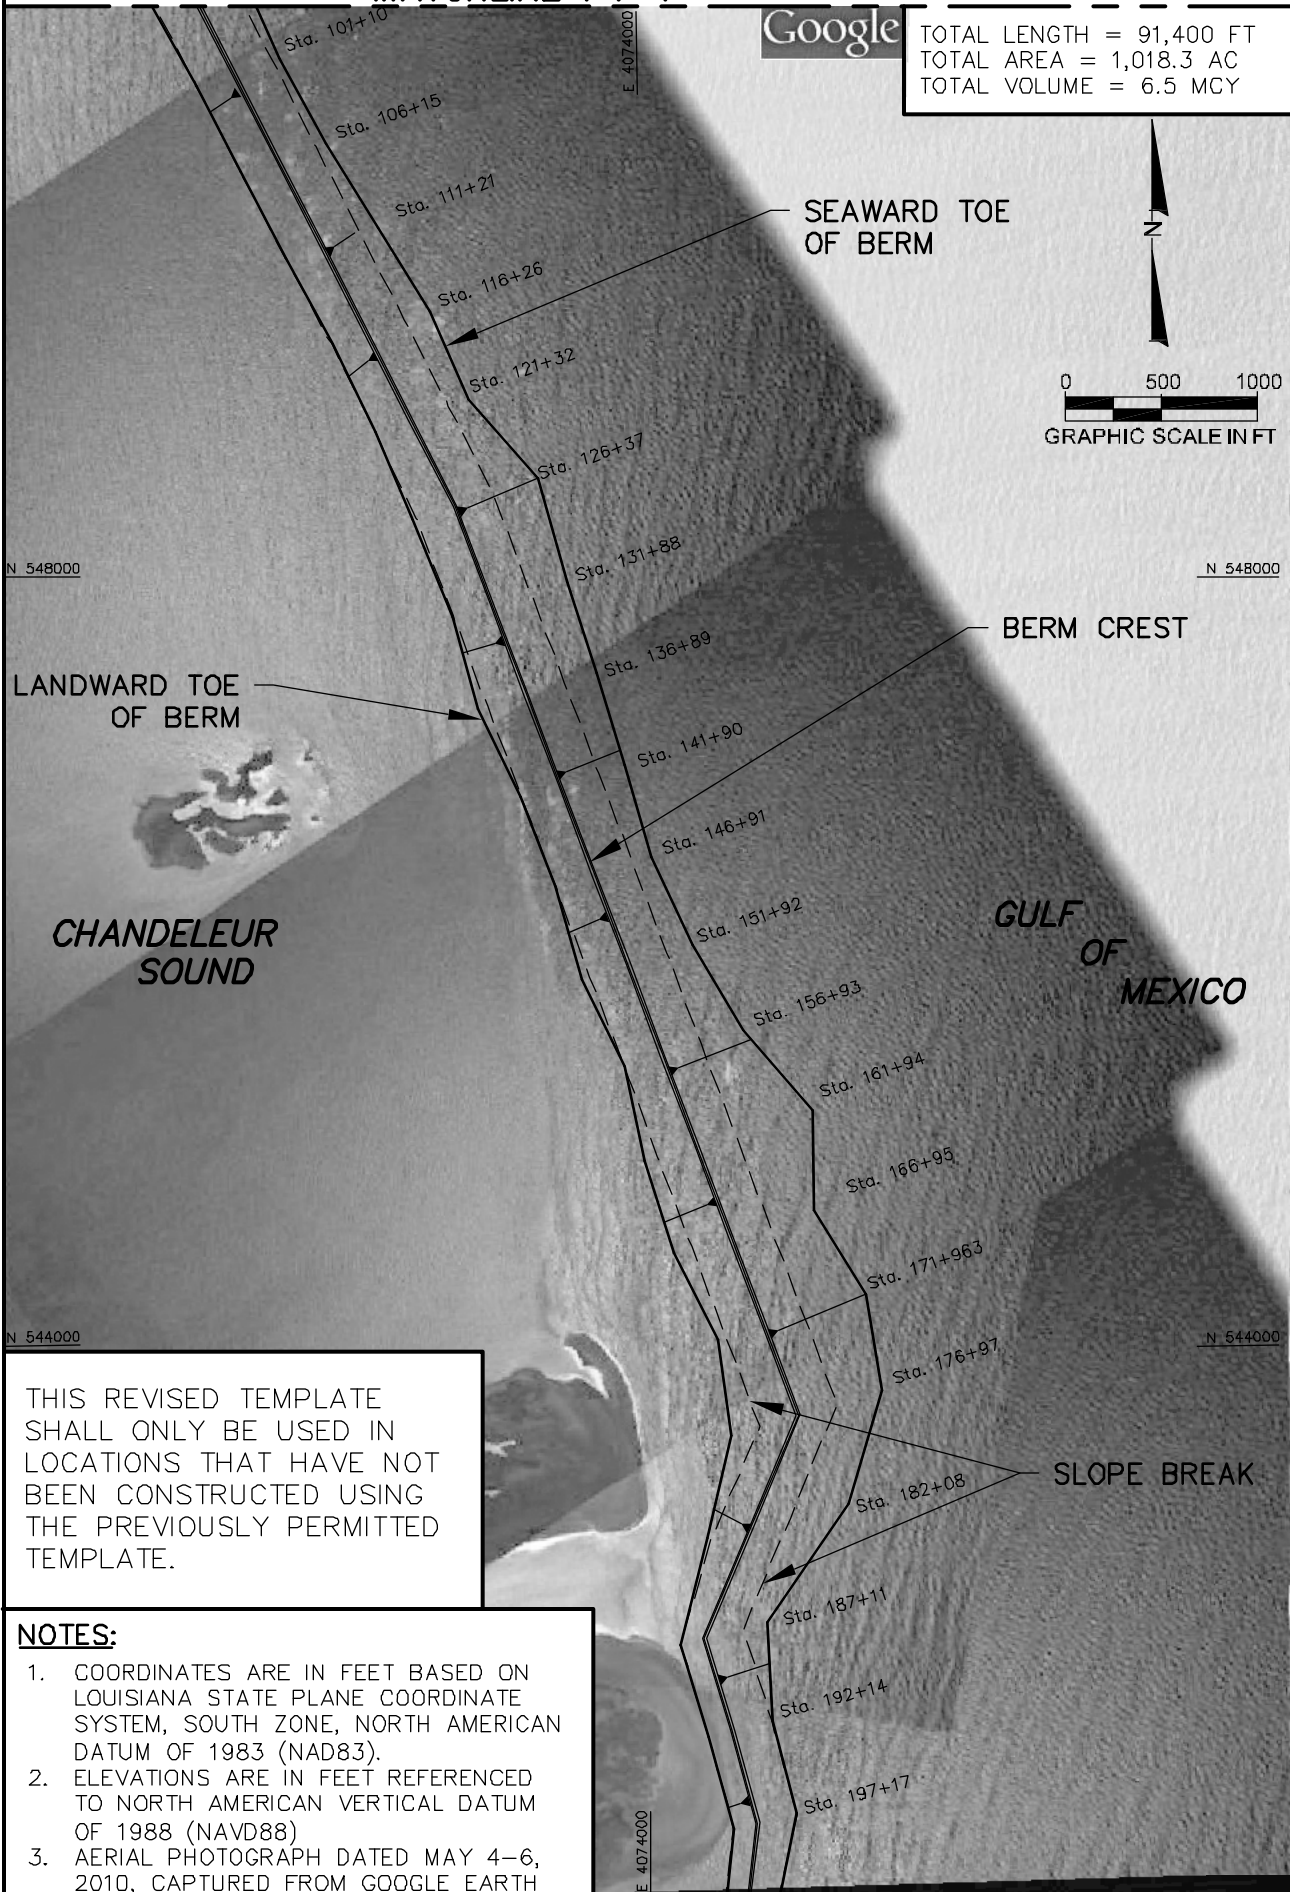 Google
TOTAL LENGTH = 91,400 FT
TOTAL AREA = 1,018.3 AC
TOTAL VOLUME = 6.5 MCY
E 4074000
Sta. 101+10
Sta. 106+15
Sta. 111+21
Sta. 116+26
Sta. 121+32
Sta. 126+37
Sta. 131+88
Sta. 136+89
Sta. 141+90
Sta. 146+91
Sta. 151+92
Sta. 156+93
Sta. 161+94
Sta. 166+95
Sta. 171+963
Sta. 176+97
Sta. 182+08
Sta. 187+11
Sta. 192+14
Sta. 197+17
SEAWARD TOE
OF BERM
N
0 500 1000
GRAPHIC SCALE IN FT
N 548000
N 548000
BERM CREST
LANDWARD TOE
OF BERM
CHANDELEUR
SOUND
GULF
OF
MEXICO
N 544000
N 544000
SLOPE BREAK
THIS REVISED TEMPLATE
SHALL ONLY BE USED IN
LOCATIONS THAT HAVE NOT
BEEN CONSTRUCTED USING
THE PREVIOUSLY PERMITTED
TEMPLATE.
NOTES:
1. COORDINATES ARE IN FEET BASED ON
LOUISIANA STATE PLANE COORDINATE
SYSTEM, SOUTH ZONE, NORTH AMERICAN
DATUM OF 1983 (NAD83).
2. ELEVATIONS ARE IN FEET REFERENCED
TO NORTH AMERICAN VERTICAL DATUM
OF 1988 (NAVD88)
3. AERIAL PHOTOGRAPH DATED MAY 4-6,
2010, CAPTURED FROM GOOGLE EARTH
E 4074000